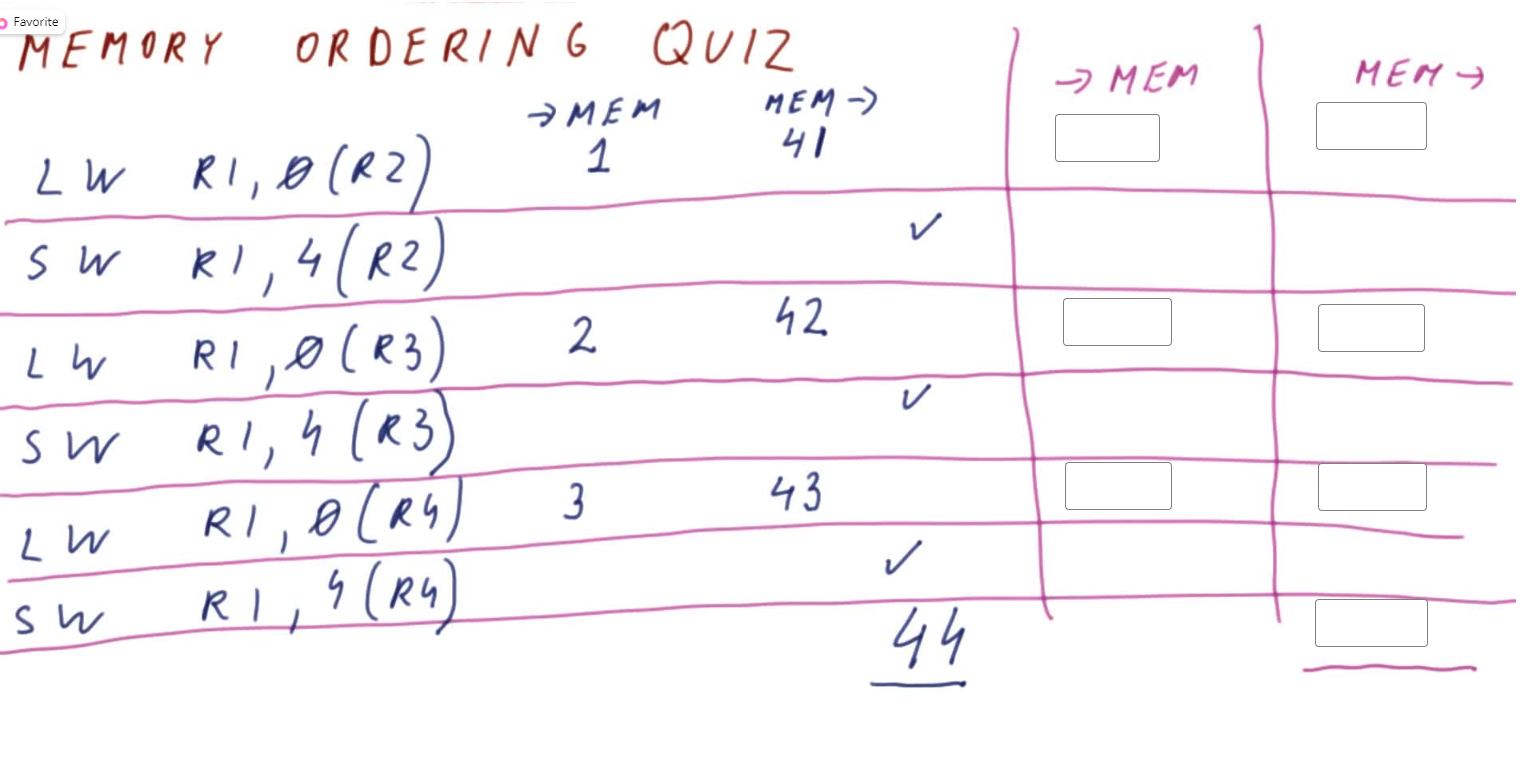 Favorite
MEMORY ORDERING QUIZ
→MEM MEM→ →MEM MEM→
LW R1, 0(R2) 1 41
SW R1, 4(R2) ✓
LW R1, 0(R3) 2 42
SW R1, 4(R3) ✓
LW R1, 0(R4) 3 43
SW R1, 4(R4) ✓
44